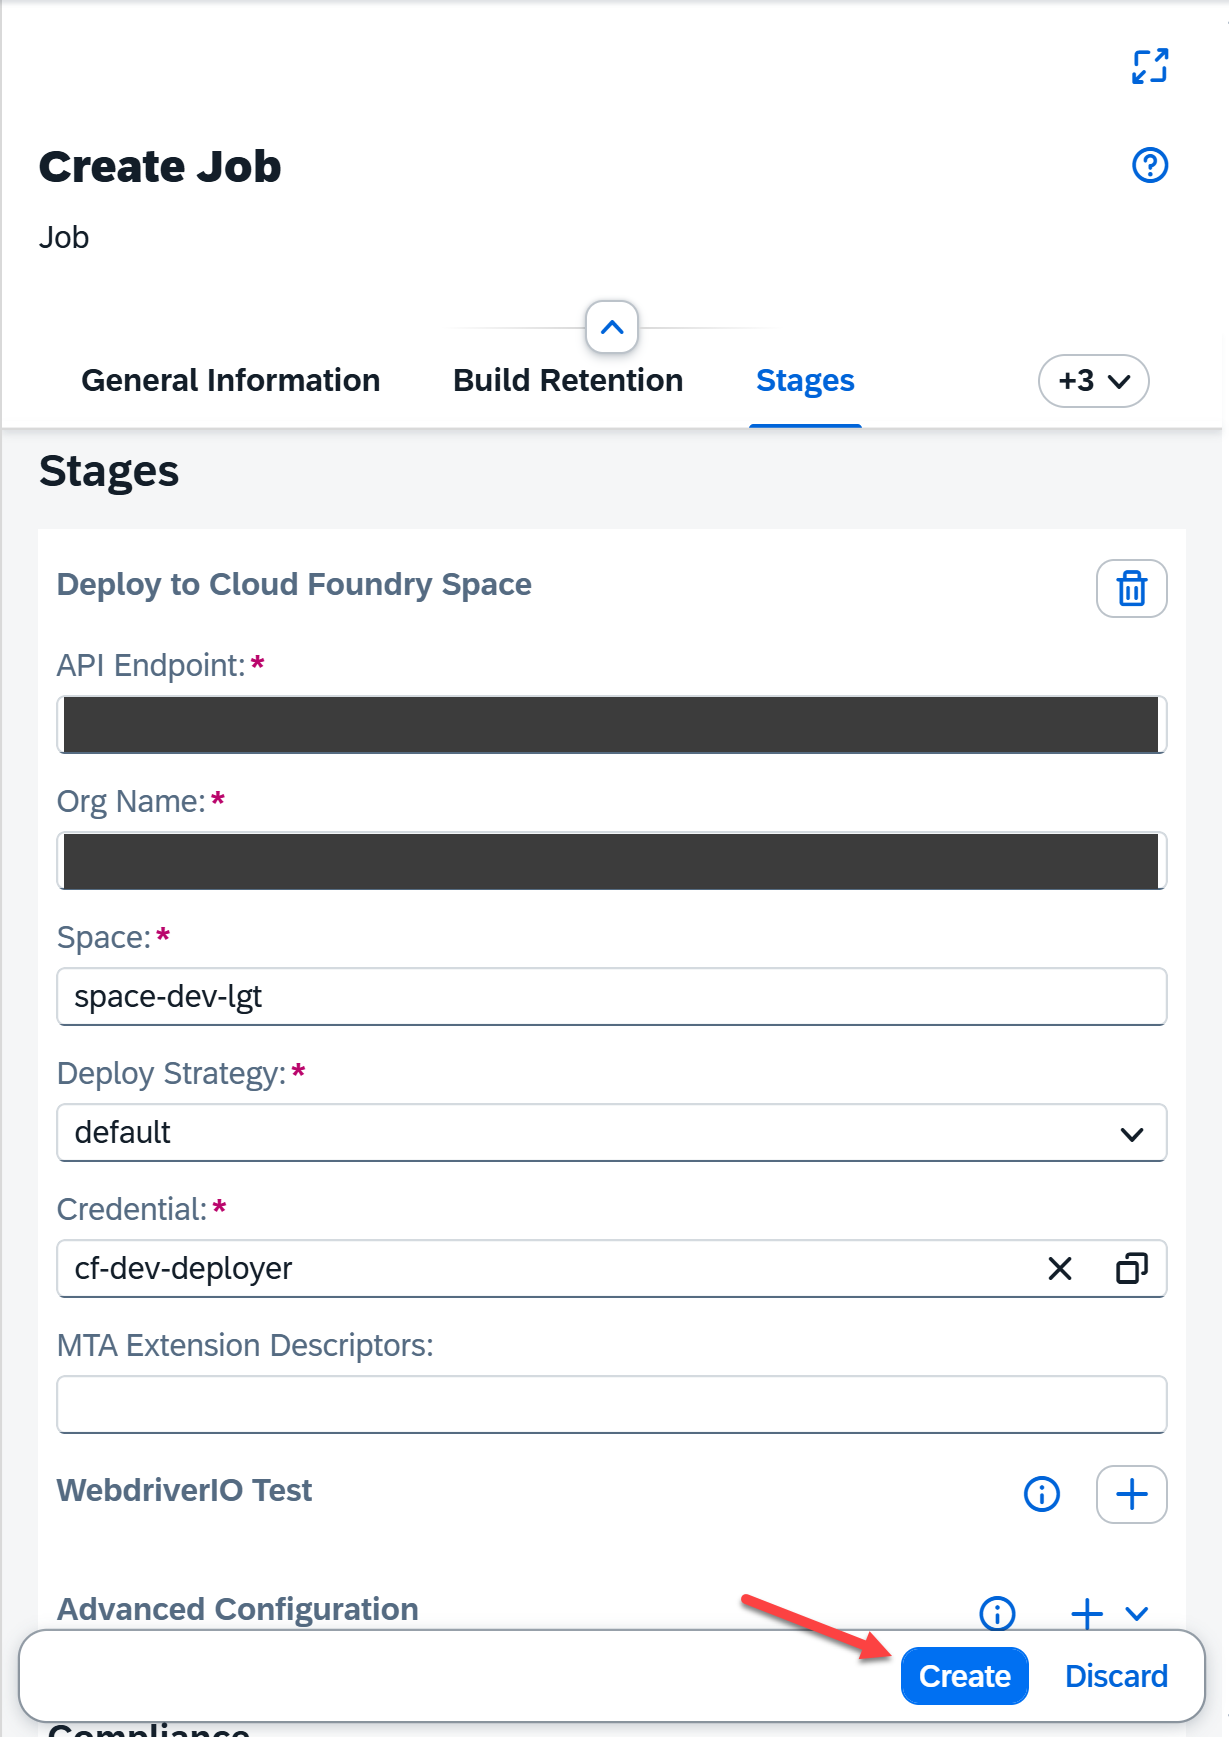 Create Job
Job
General Information Build Retention Stages +3
Stages
Deploy to Cloud Foundry Space
API Endpoint:*
Org Name:*
Space:*
space-dev-lgt
Deploy Strategy:*
default
Credential:*
cf-dev-deployer
MTA Extension Descriptors:
WebdriverIO Test
Advanced Configuration
Create Discard
Compliance